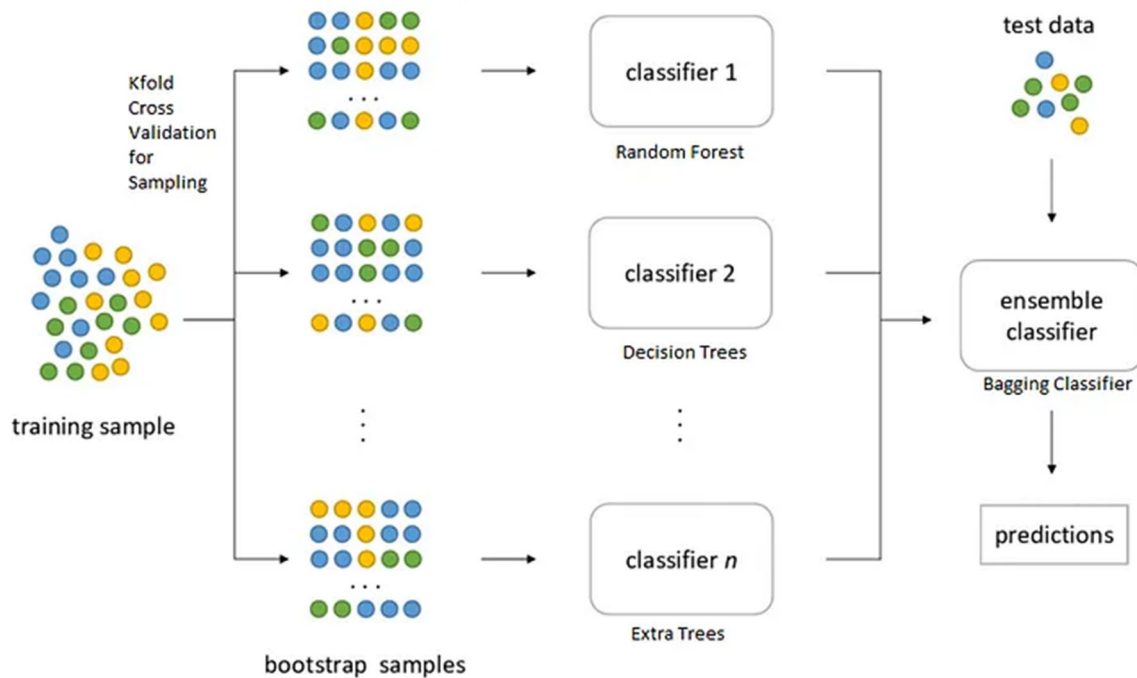 Kfold
Cross
Validation
for
Sampling
training sample
...
...
...
bootstrap samples
classifier 1
Random Forest
classifier 2
Decision Trees
classifier n
Extra Trees
test data
ensemble
classifier
Bagging Classifier
predictions